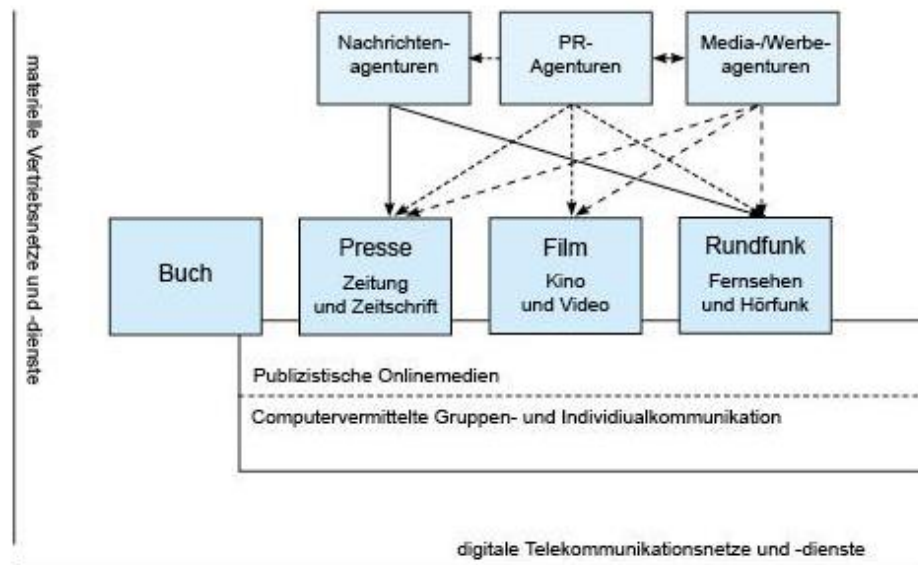 Nachrichten-
agenturen
PR-
Agenturen
Media-/Werbe-
agenturen
materielle Vertriebsnetze und -dienste
Buch
Presse
Zeitung
und Zeitschrift
Film
Kino
und Video
Rundfunk
Fernsehen
und Hörfunk
Publizistische Onlinemedien
Computervermittelte Gruppen- und Individiualkommunikation
digitale Telekommunikationsnetze und -dienste